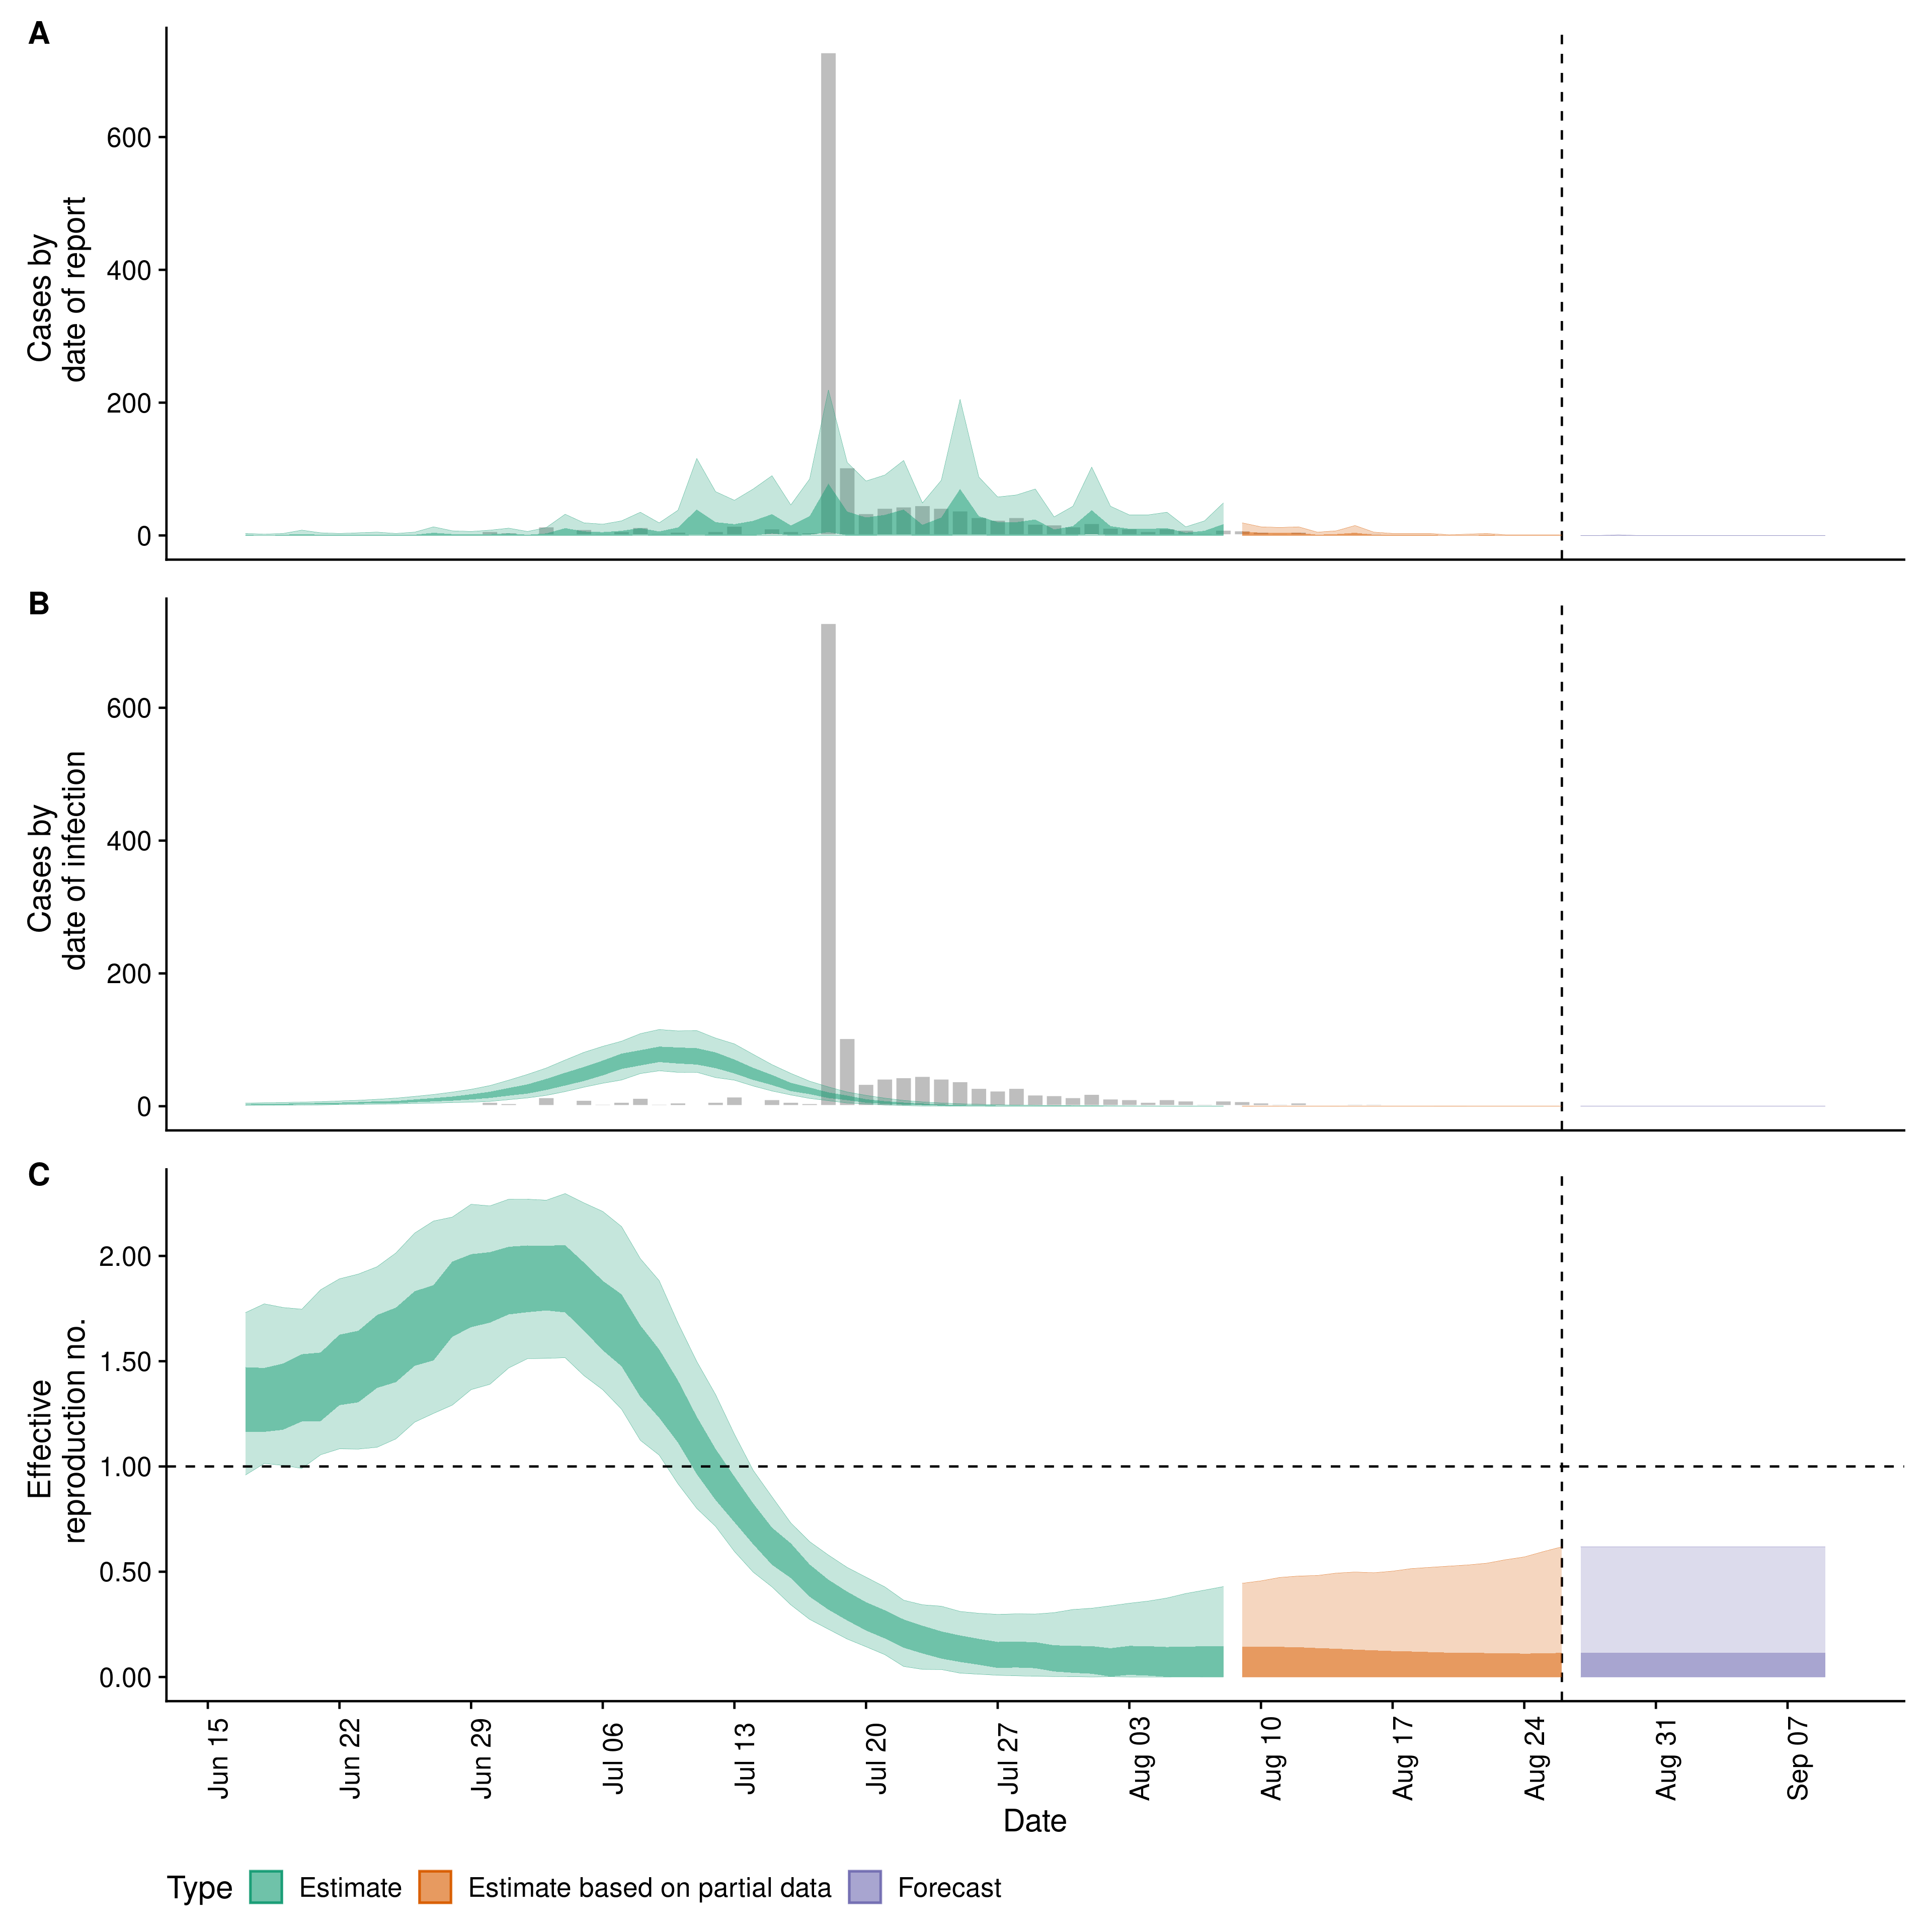 A
Cases by
date of report
600
400
200
0
B
Cases by
date of infection
600
400
200
0
C
Effective
reproduction no.
2.00
1.50
1.00
0.50
0.00
Jun 15
Jun 22
Jun 29
Jul 06
Jul 13
Jul 20
Jul 27
Aug 03
Aug 10
Aug 17
Aug 24
Aug 31
Sep 07
Date
Type Estimate Estimate based on partial data Forecast